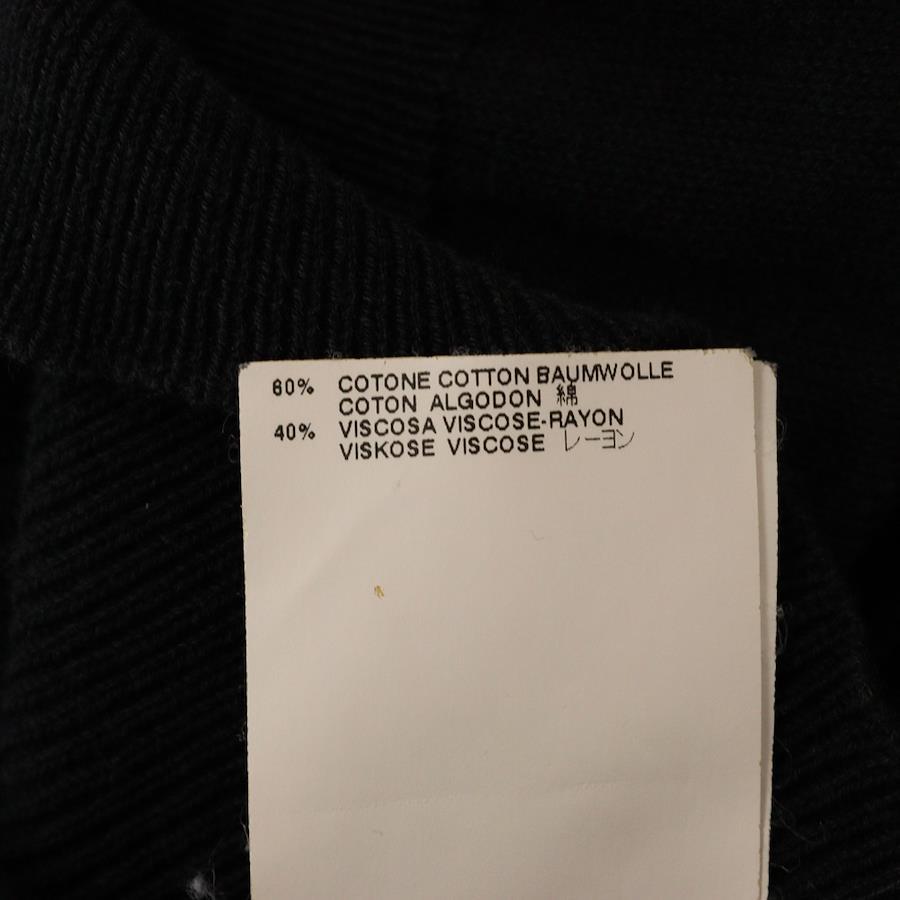 60% COTONE COTTON BAUMWOLLE
COTON ALGODON 綿
40% VISCOSA VISCOSE-RAYON
VISKOSE VISCOSE レーヨン